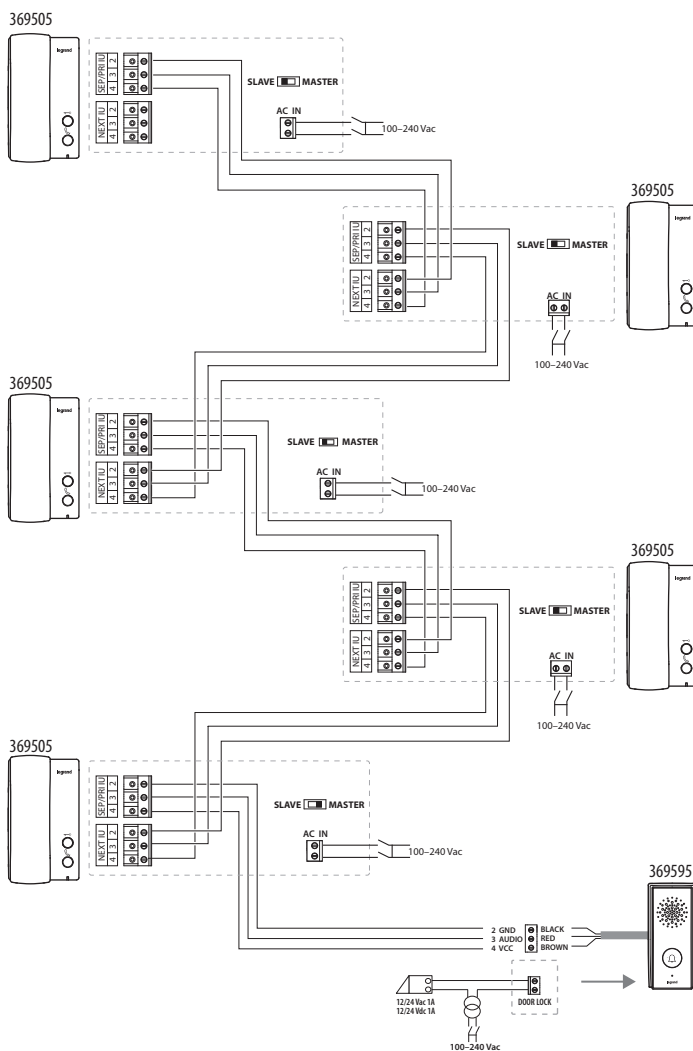 369505
legrand
SEP/PRI IU
4 3 2
NEXT IU
4 3 2
SLAVE MASTER
AC IN
100–240 Vac
369505
legrand
SEP/PRI IU
4 3 2
NEXT IU
4 3 2
SLAVE MASTER
AC IN
100–240 Vac
369505
legrand
SEP/PRI IU
4 3 2
NEXT IU
4 3 2
SLAVE MASTER
AC IN
100–240 Vac
369505
legrand
SEP/PRI IU
4 3 2
NEXT IU
4 3 2
SLAVE MASTER
AC IN
100–240 Vac
369505
legrand
SEP/PRI IU
4 3 2
NEXT IU
4 3 2
SLAVE MASTER
AC IN
100–240 Vac
369595
legrand
2 GND BLACK
3 AUDIO RED
4 VCC BROWN
12/24 Vac 1A
12/24 Vdc 1A
DOOR LOCK
100–240 Vac